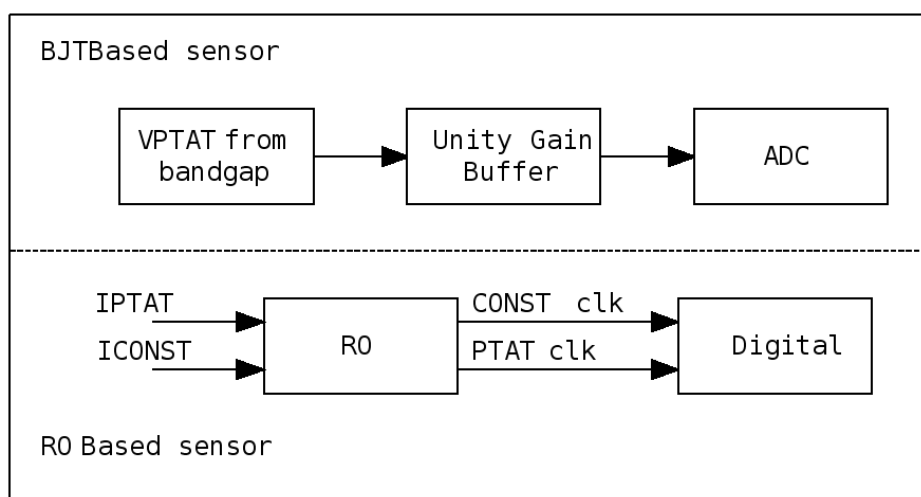 BJTBased sensor
VPTAT from
bandgap
Unity Gain
Buffer
ADC
IPTAT
ICONST
RO
CONST clk
PTAT clk
Digital
RO Based sensor